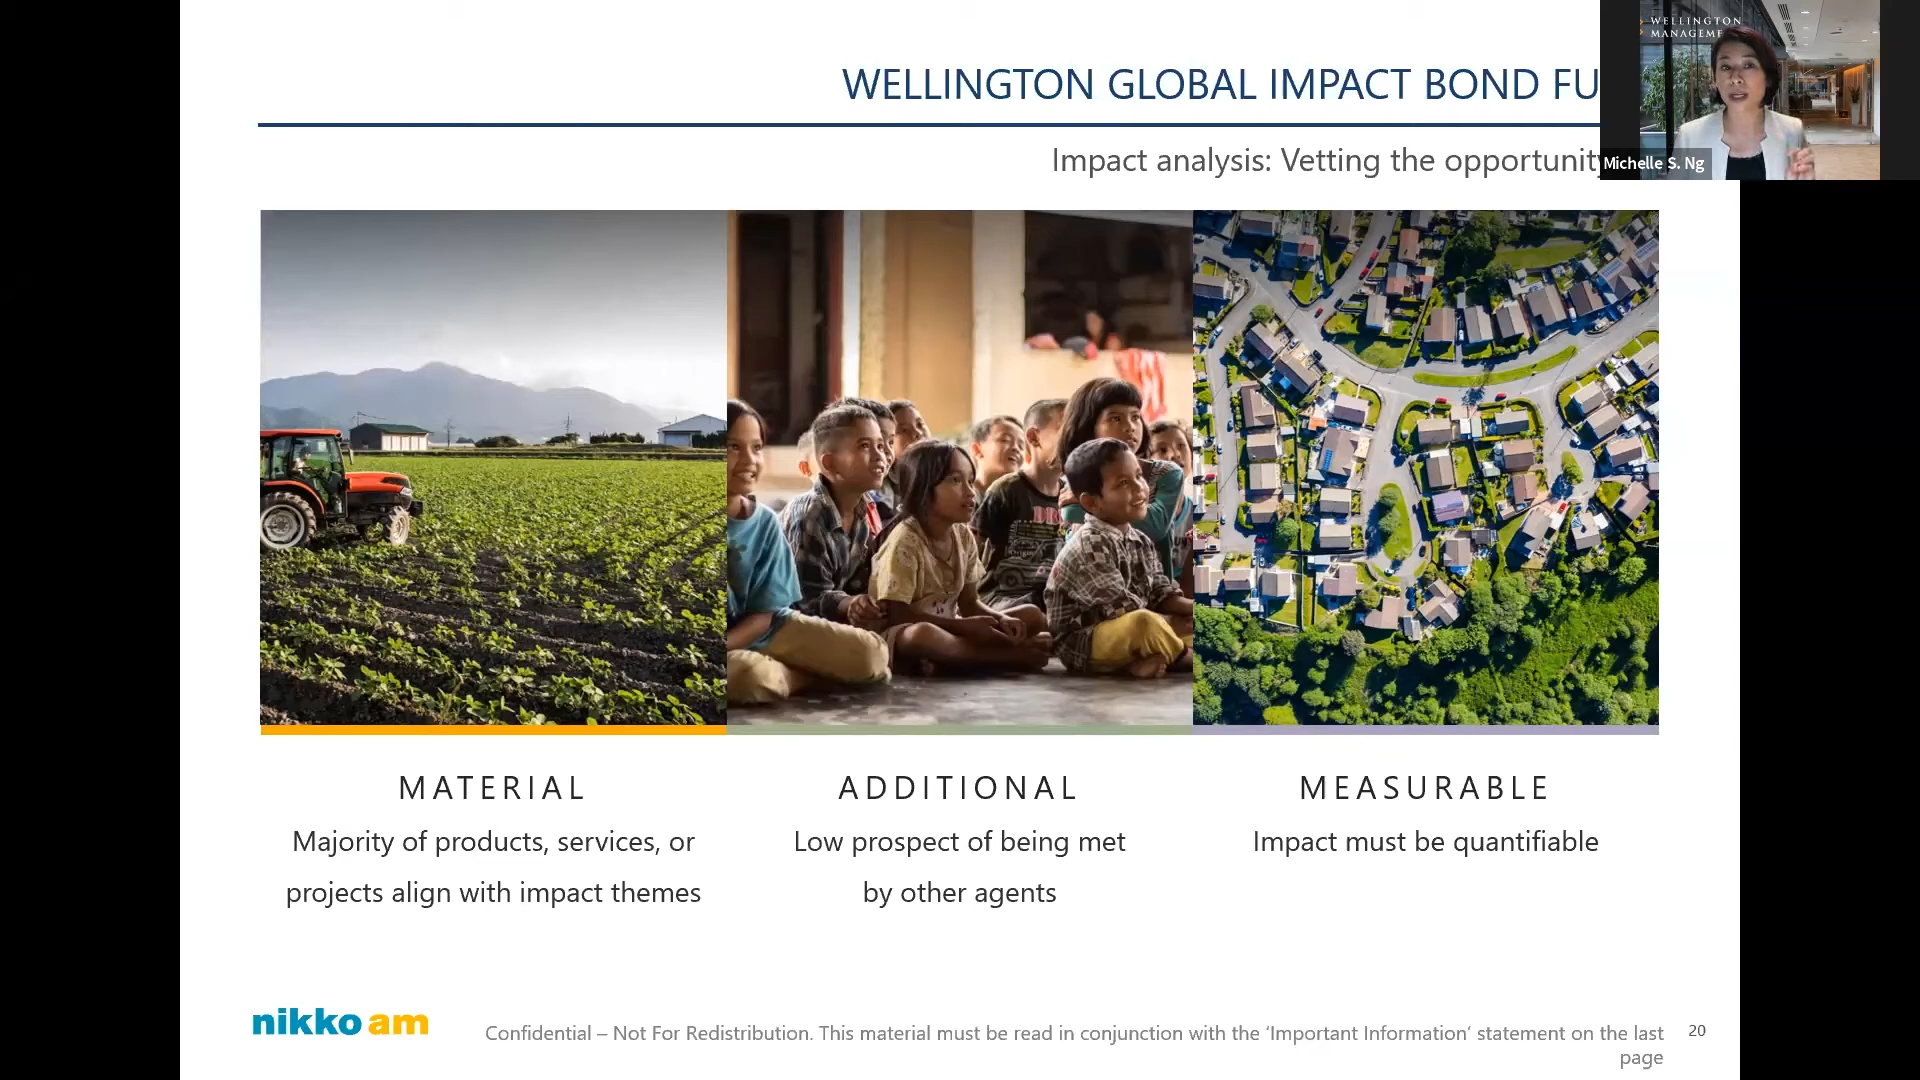 WELLINGTON
MANAGEME
WELLINGTON GLOBAL IMPACT BOND FU
Impact analysis: Vetting the opportunity
Michelle S. Ng
MATERIAL
Majority of products, services, or
projects align with impact themes
ADDITIONAL
Low prospect of being met
by other agents
MEASURABLE
Impact must be quantifiable
nikko am
Confidential – Not For Redistribution. This material must be read in conjunction with the ‘Important Information’ statement on the last
page
20